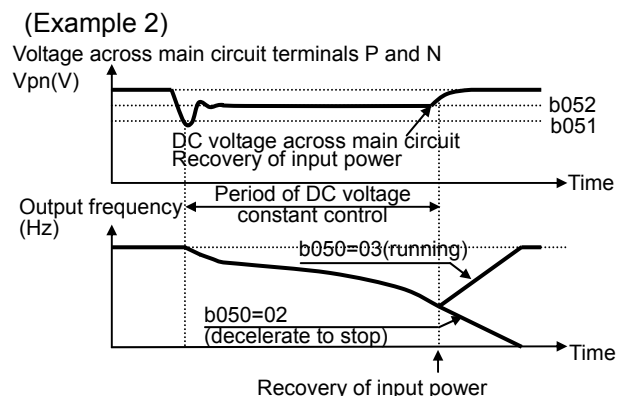 (Example 2)
Voltage across main circuit terminals P and N
Vpn(V)
b052
b051
DC voltage across main circuit
Recovery of input power
Time
Period of DC voltage
constant control
Output frequency
(Hz)
b050=03(running)
b050=02
(decelerate to stop)
Time
Recovery of input power